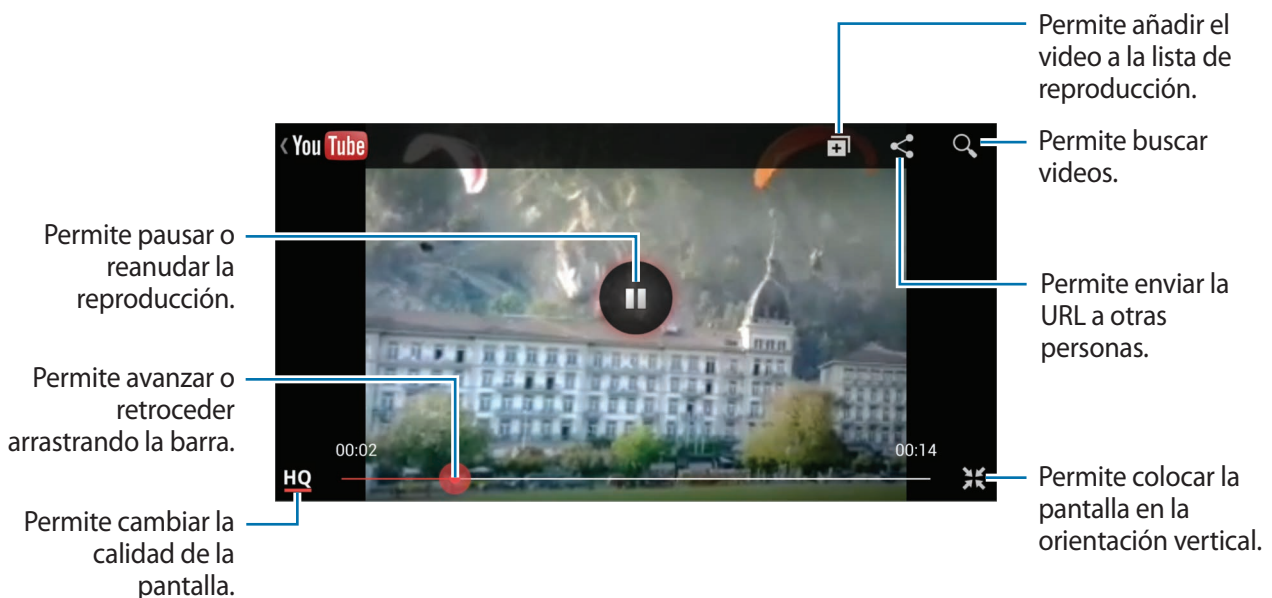 Permite añadir el
video a la lista de
reproducción.
You Tube
Permite buscar
videos.
Permite pausar o
reanudar la
reproducción.
Permite enviar la
URL a otras
personas.
Permite avanzar o
retroceder
arrastrando la barra.
00:02
00:14
HQ
Permite colocar la
pantalla en la
orientación vertical.
Permite cambiar la
calidad de la
pantalla.